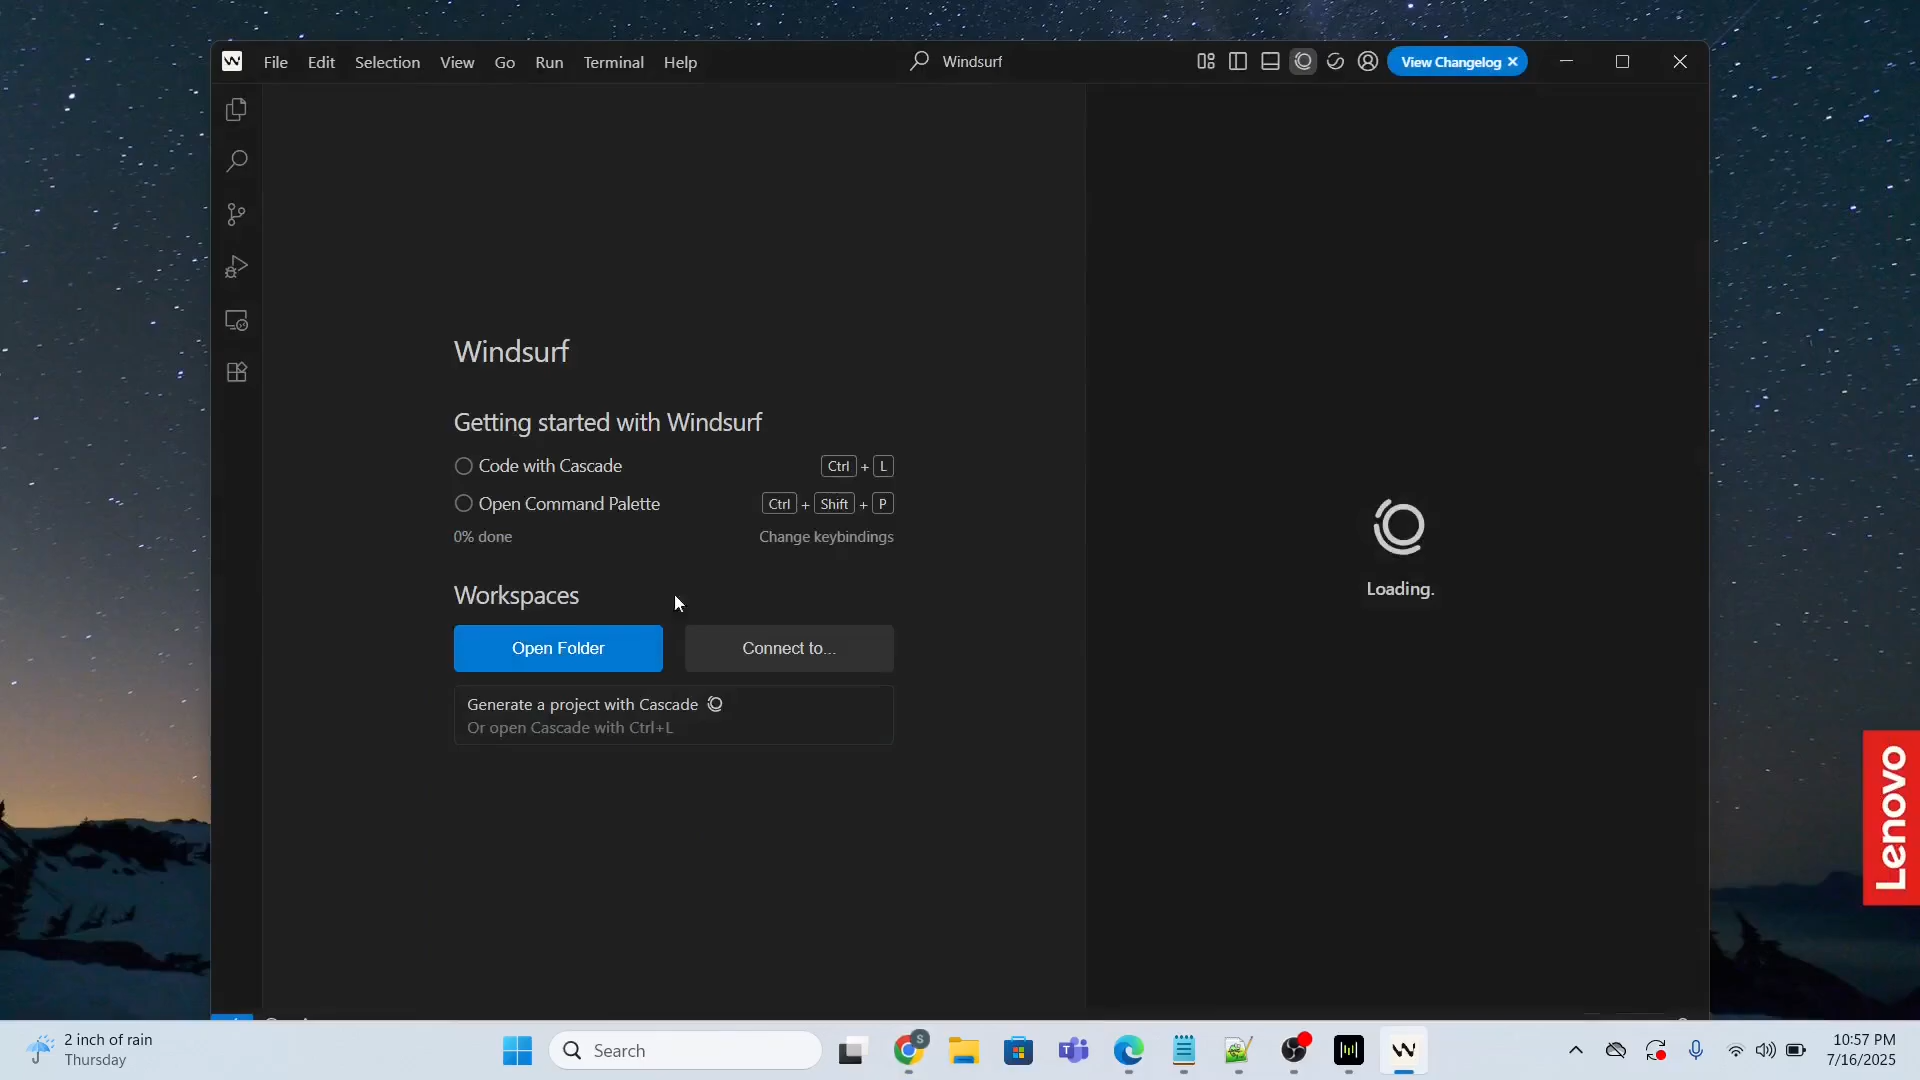 File Edit Selection View Go Run Terminal Help
Windsurf
View Changelog
Windsurf
Getting started with Windsurf
Code with Cascade Ctrl + L
Open Command Palette Ctrl + Shift + P
0% done Change keybindings
Workspaces
Open Folder Connect to...
Generate a project with Cascade
Or open Cascade with Ctrl+L
Loading.
Lenovo
2 inch of rain
Thursday
Search
S
10:57 PM
7/16/2025